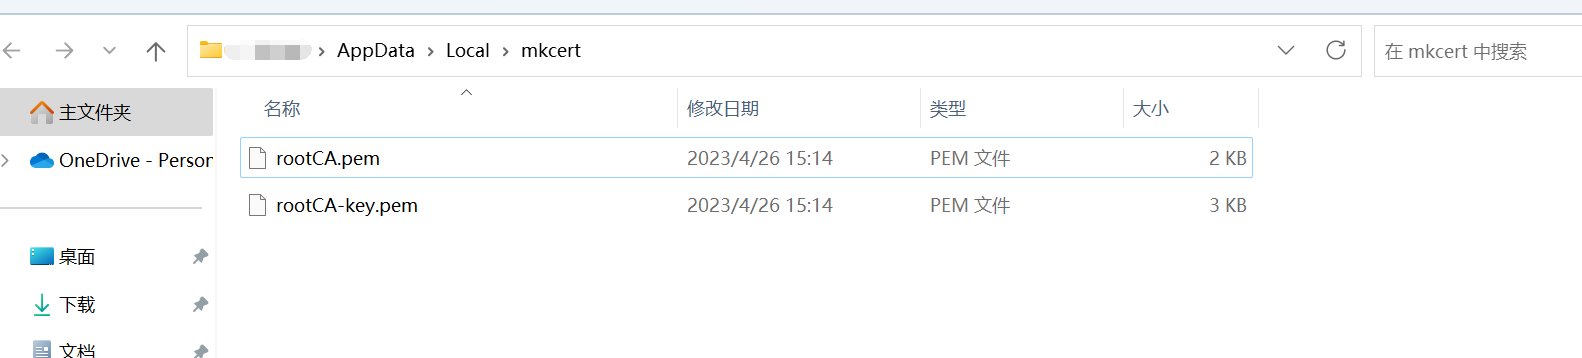 AppData > Local > mkcert
在 mkcert 中搜索
名称 修改日期 类型 大小
主文件夹
OneDrive - Person
rootCA.pem 2023/4/26 15:14 PEM 文件 2 KB
rootCA-key.pem 2023/4/26 15:14 PEM 文件 3 KB
桌面
下载
文档